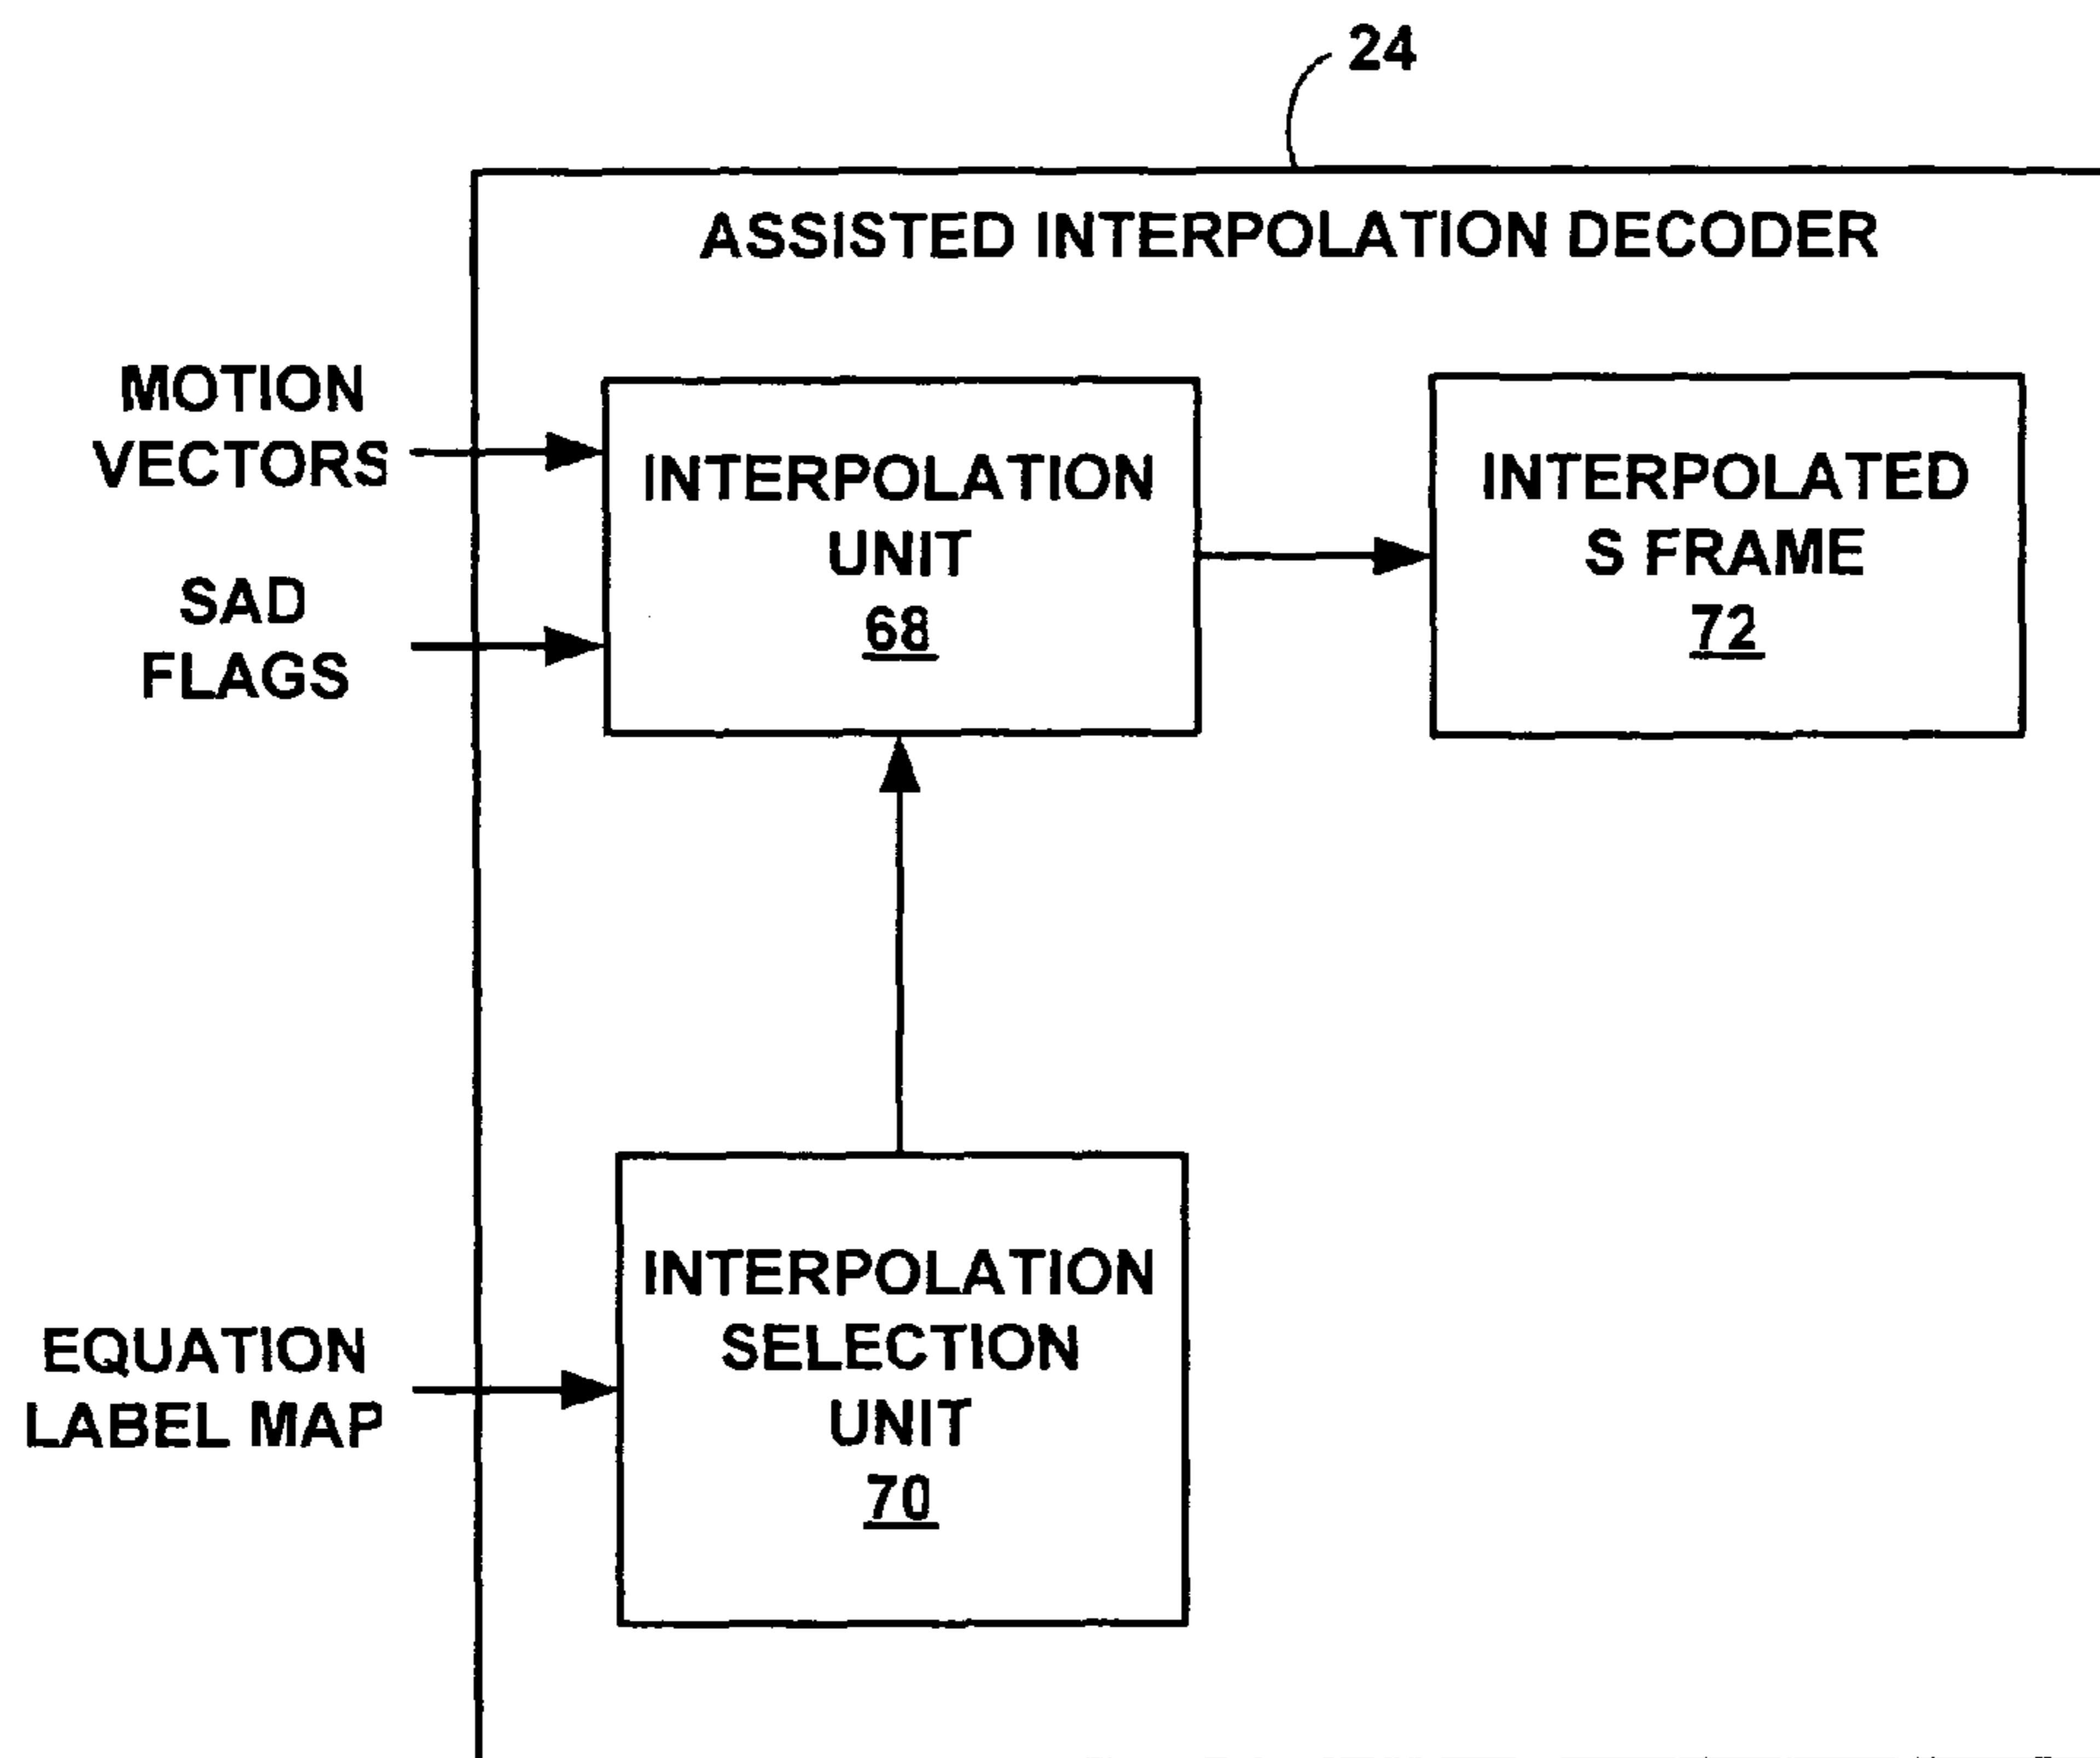 24
ASSISTED INTERPOLATION DECODER
MOTION
VECTORS
SAD
FLAGS
INTERPOLATION
UNIT
68
INTERPOLATED
S FRAME
72
EQUATION
LABEL MAP
INTERPOLATION
SELECTION
UNIT
70